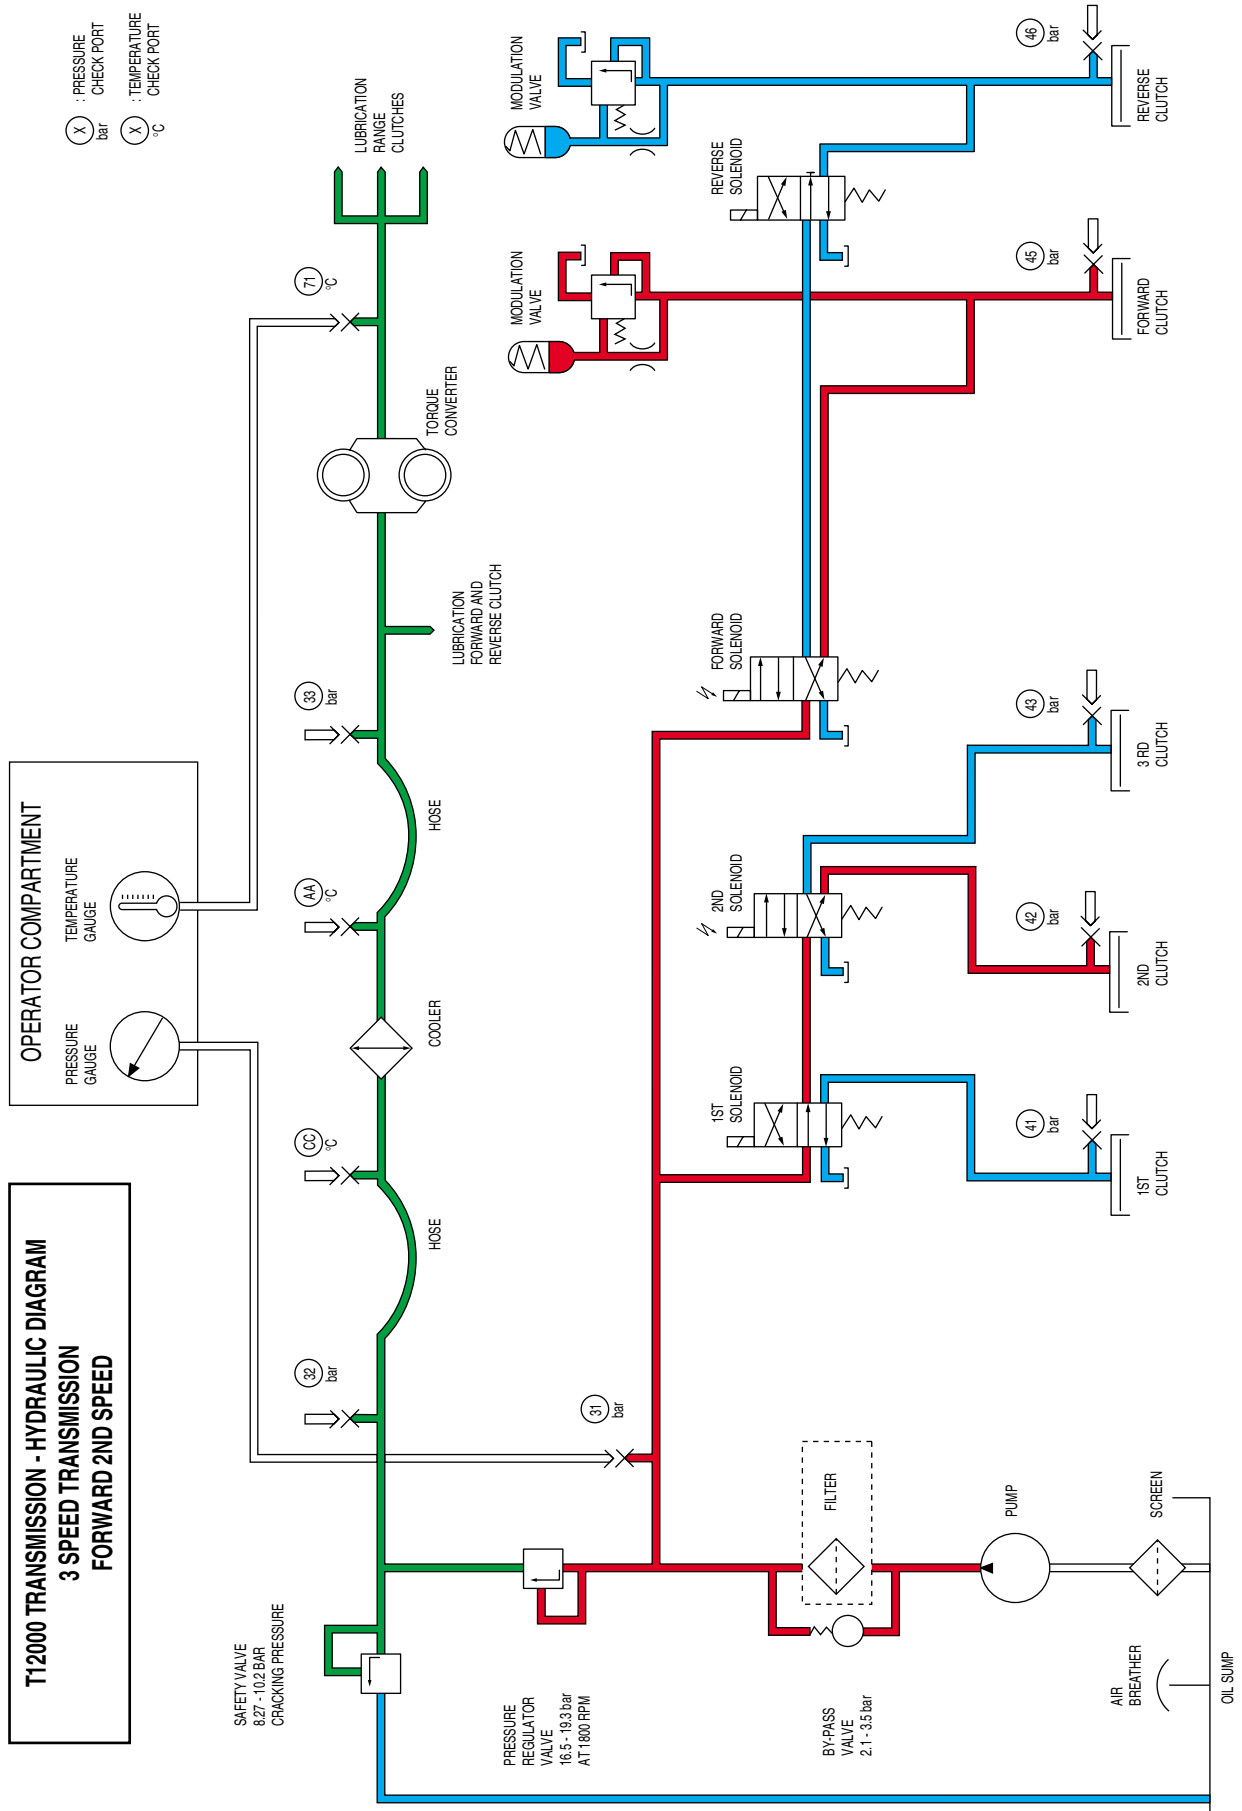 T12000 TRANSMISSION - HYDRAULIC DIAGRAM
3 SPEED TRANSMISSION
FORWARD 2ND SPEED
OPERATOR COMPARTMENT
PRESSURE
GAUGE
TEMPERATURE
GAUGE
X
bar
: PRESSURE
CHECK PORT
X
°C
: TEMPERATURE
CHECK PORT
SAFETY VALVE
8.27 - 10.2 BAR
CRACKING PRESSURE
32
bar
HOSE
CC
°C
COOLER
AA
°C
HOSE
33
bar
LUBRICATION
FORWARD AND
REVERSE CLUTCH
TORQUE
CONVERTER
71
°C
LUBRICATION
RANGE
CLUTCHES
PRESSURE
REGULATOR
VALVE
16.5 - 19.3 bar
AT 1800 RPM
31
bar
MODULATION
VALVE
MODULATION
VALVE
1ST
SOLENOID
2ND
SOLENOID
FORWARD
SOLENOID
REVERSE
SOLENOID
BY-PASS
VALVE
2.1 - 3.5 bar
FILTER
PUMP
41
bar
42
bar
43
bar
45
bar
46
bar
AIR
BREATHER
SCREEN
1ST
CLUTCH
2ND
CLUTCH
3 RD
CLUTCH
FORWARD
CLUTCH
REVERSE
CLUTCH
OIL SUMP